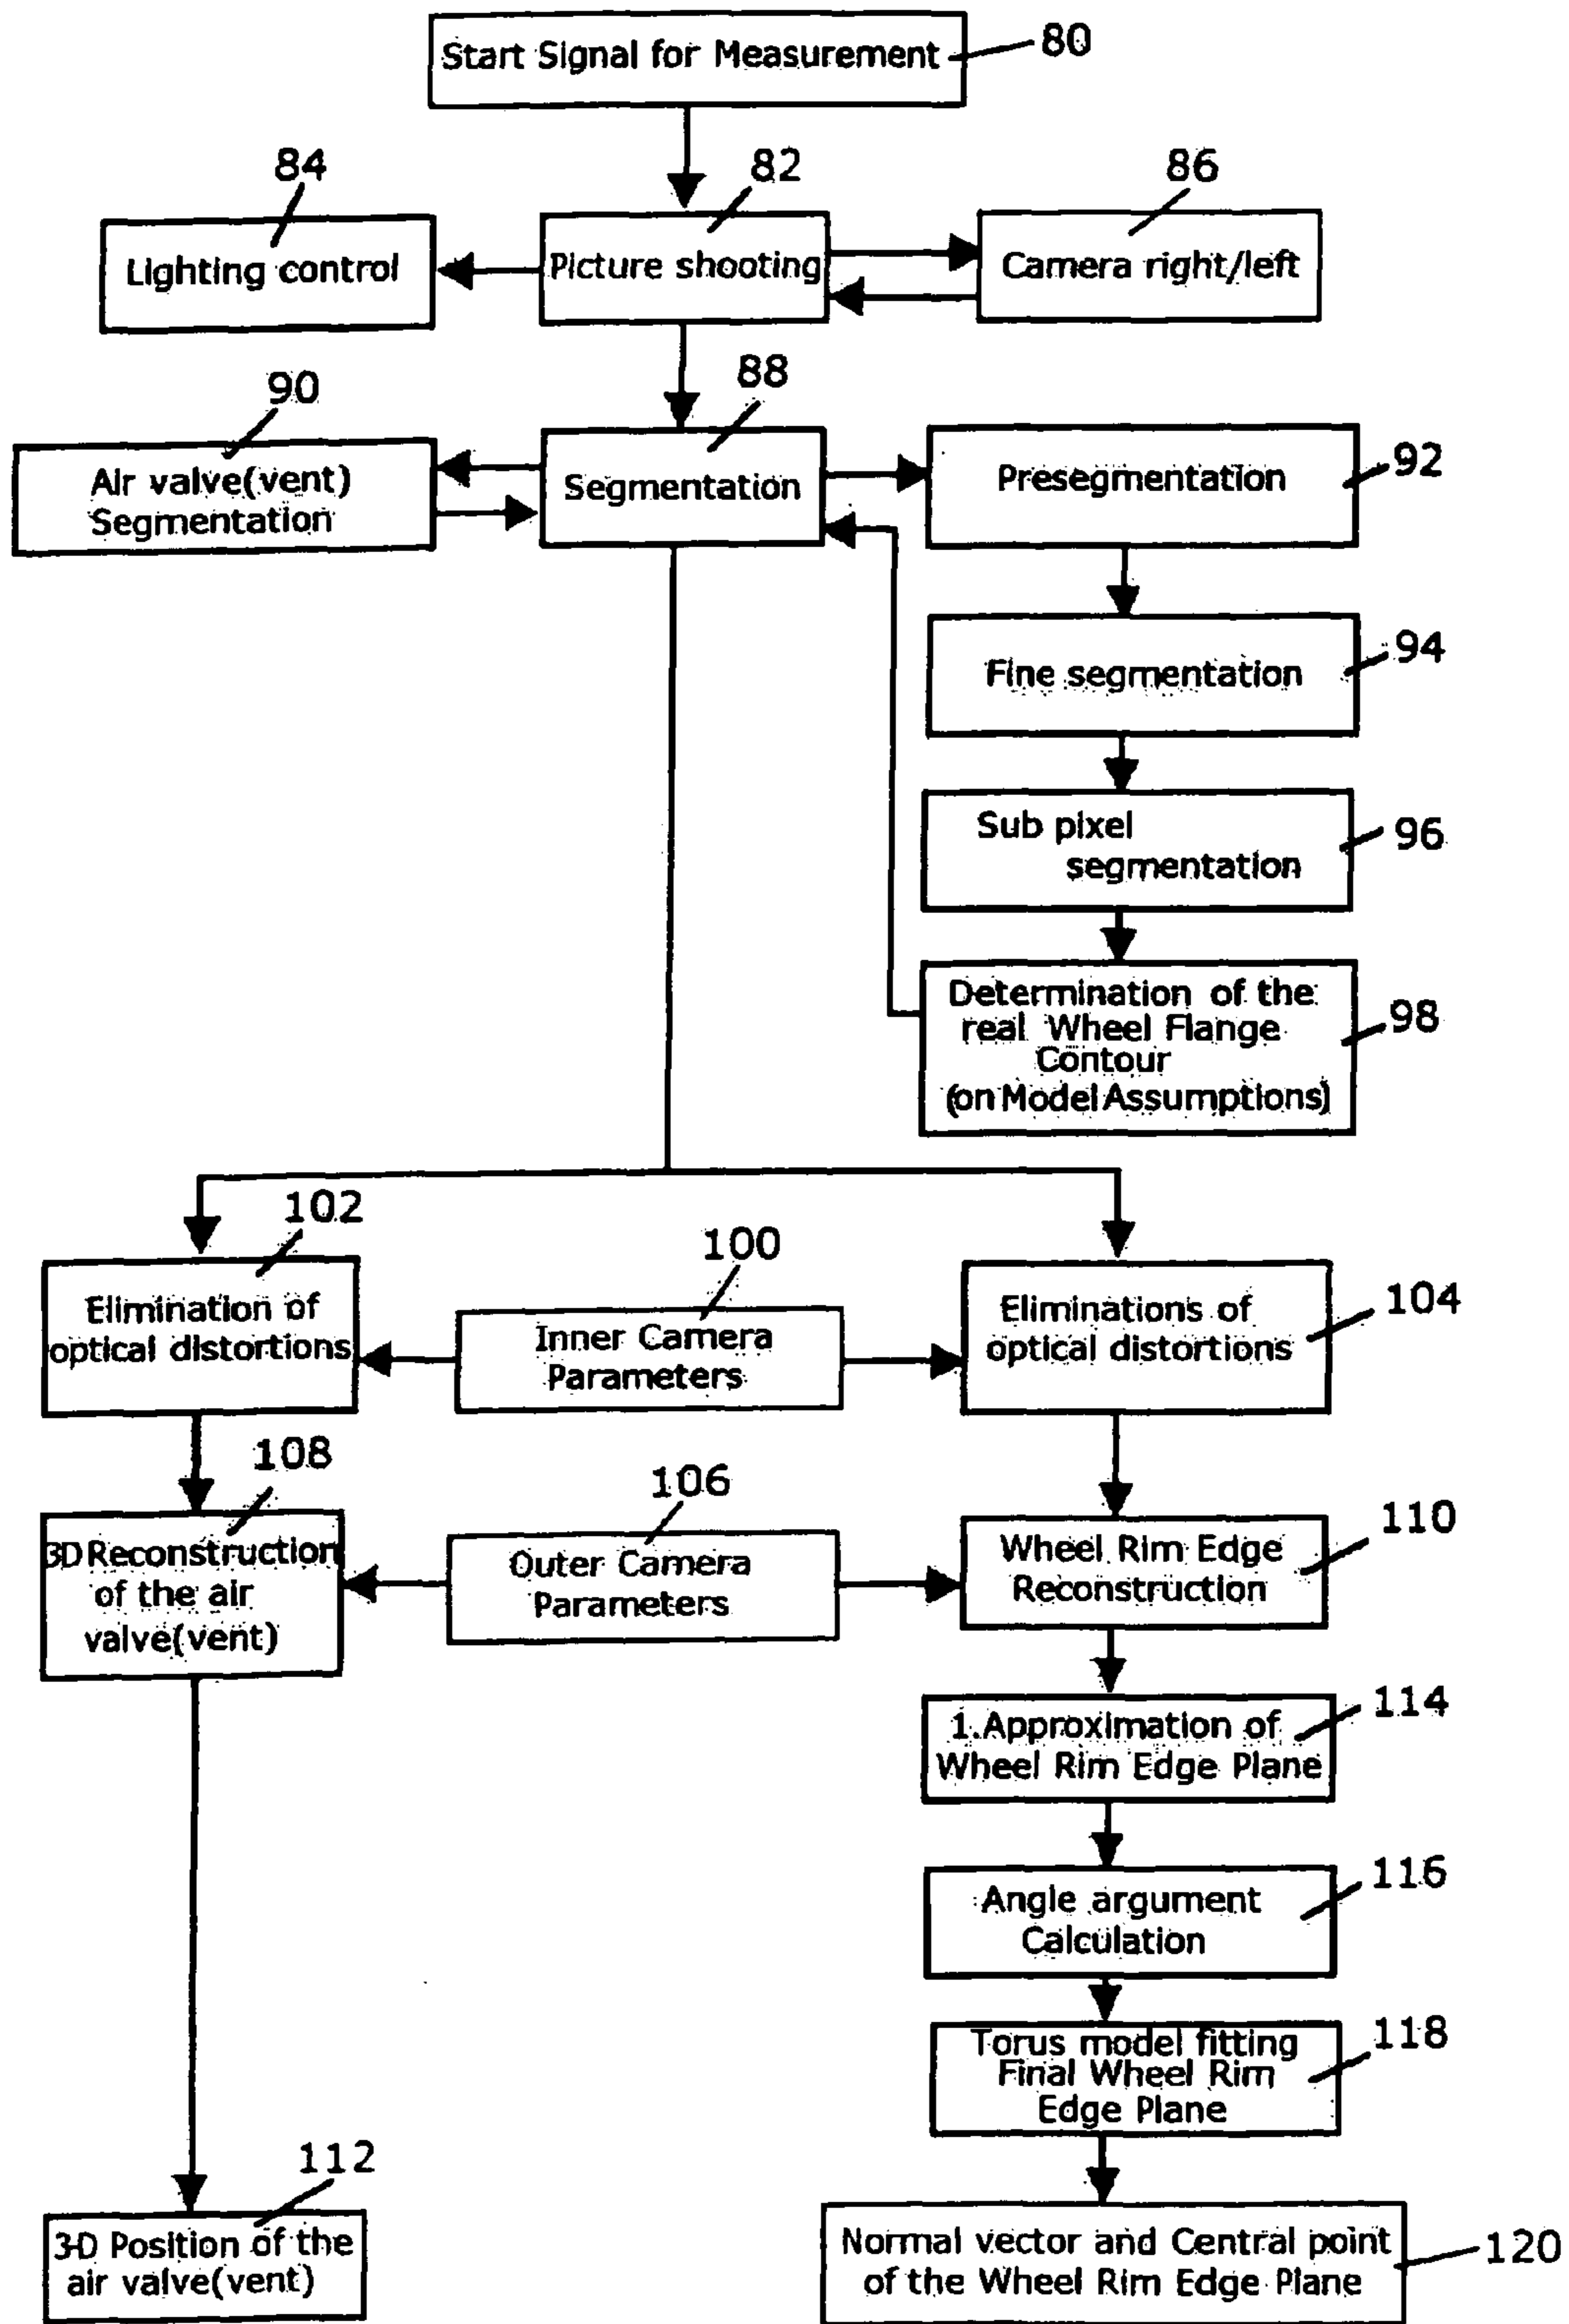 Start Signal for Measurement
80
84
82
86
Lighting control
Picture shooting
Camera right/left
90
88
Air valve(vent)
Segmentation
Segmentation
Presegmentation
92
Fine segmentation
94
Sub pixel
segmentation
96
Determination of the
real Wheel Flange
Contour
(on Model Assumptions)
98
102
100
Elimination of
optical distortions
Inner Camera
Parameters
Eliminations of
optical distortions
104
108
106
3D Reconstruction
of the air
valve(vent)
Outer Camera
Parameters
Wheel Rim Edge
Reconstruction
110
1.Approximation of
Wheel Rim Edge Plane
114
Angle argument
Calculation
116
Torus model fitting
Final Wheel Rim
Edge Plane
118
112
3-D Position of the
air valve(vent)
Normal vector and Central point
of the Wheel Rim Edge Plane
120